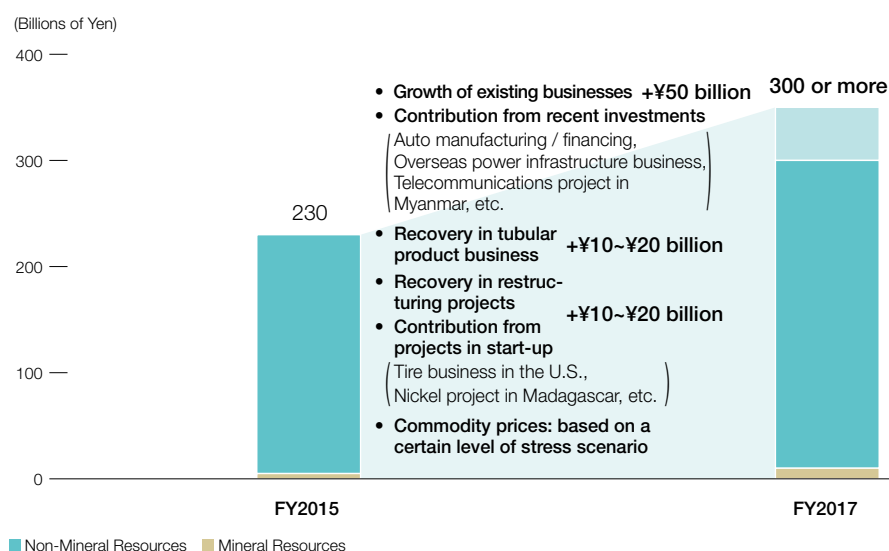 (Billions of Yen)
400
300
200
100
0
230
300 or more
• Growth of existing businesses +¥50 billion
• Contribution from recent investments
(Auto manufacturing / financing,
Overseas power infrastructure business,
Telecommunications project in
Myanmar, etc.)
• Recovery in tubular
product business +¥10~¥20 billion
• Recovery in restruc-
turing projects
+¥10~¥20 billion
• Contribution from
projects in start-up
(Tire business in the U.S.,
Nickel project in Madagascar, etc.)
• Commodity prices: based on a
certain level of stress scenario
FY2015
FY2017
Non-Mineral Resources Mineral Resources